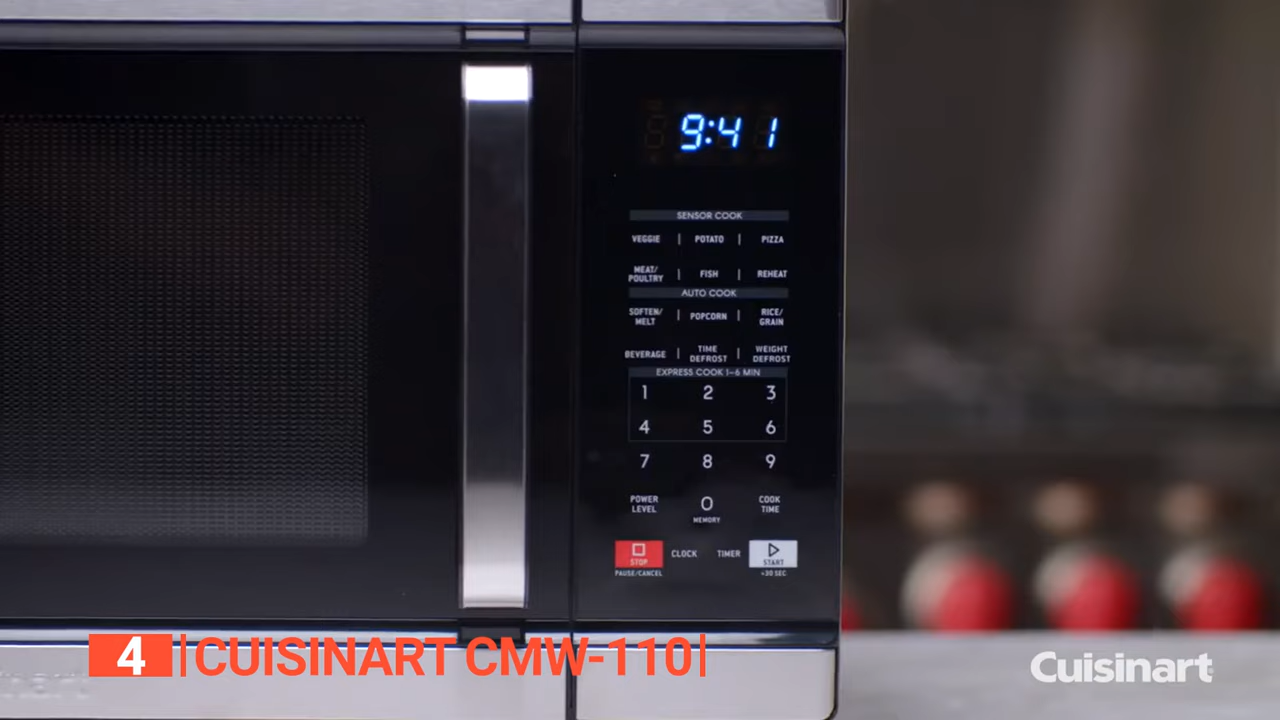 9:41
SENSOR COOK
VEGGIE | POTATO | PIZZA
MEAT/ POULTRY | FISH | REHEAT
AUTO COOK
SOFTEN/ MELT | POPCORN | RICE/ GRAIN
BEVERAGE | TIME DEFROST | WEIGHT DEFROST
EXPRESS COOK 1-6 MIN
1 2 3
4 5 6
7 8 9
POWER LEVEL 0 COOK TIME
MEMORY
STOP CLOCK TIMER START
PAUSE/CANCEL +30 SEC
4 |CUISINART CMW-110|
Cuisinart